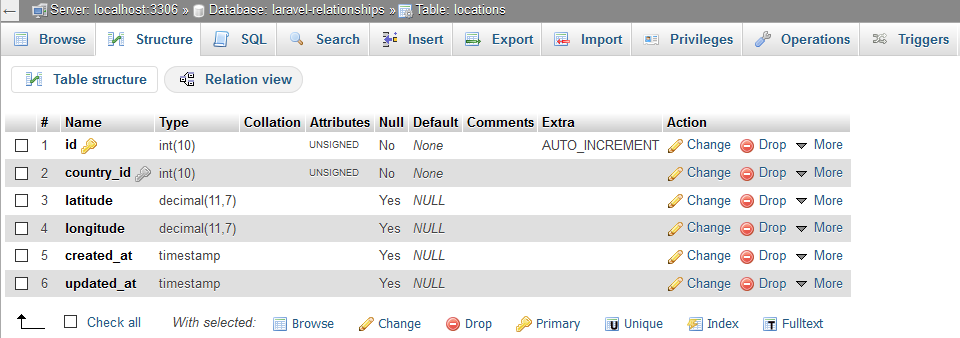 Server: localhost:3306 » Database: laravel-relationships » Table: locations
Browse Structure SQL Search Insert Export Import Privileges Operations Triggers
Table structure Relation view
# Name Type Collation Attributes Null Default Comments Extra Action
1 id int(10) UNSIGNED No None AUTO_INCREMENT Change Drop More
2 country_id int(10) UNSIGNED No None Change Drop More
3 latitude decimal(11,7) Yes NULL Change Drop More
4 longitude decimal(11,7) Yes NULL Change Drop More
5 created_at timestamp Yes NULL Change Drop More
6 updated_at timestamp Yes NULL Change Drop More
Check all With selected: Browse Change Drop Primary Unique Index Fulltext